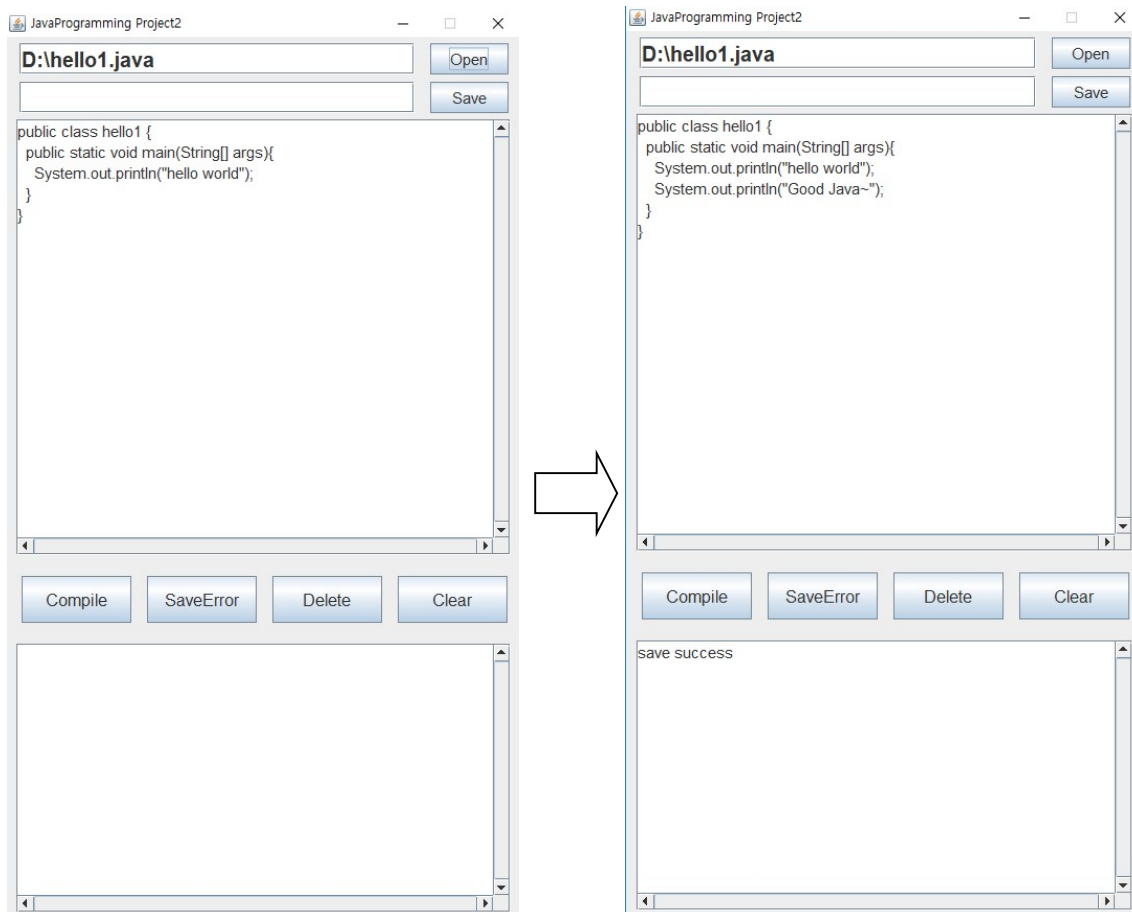 JavaProgramming Project2
D:\hello1.java
Open
Save
public class hello1 {
public static void main(String[] args){
System.out.println("hello world");
}
}
Compile
SaveError
Delete
Clear
JavaProgramming Project2
D:\hello1.java
Open
Save
public class hello1 {
public static void main(String[] args){
System.out.println("hello world");
System.out.println("Good Java~");
}
}
Compile
SaveError
Delete
Clear
save success